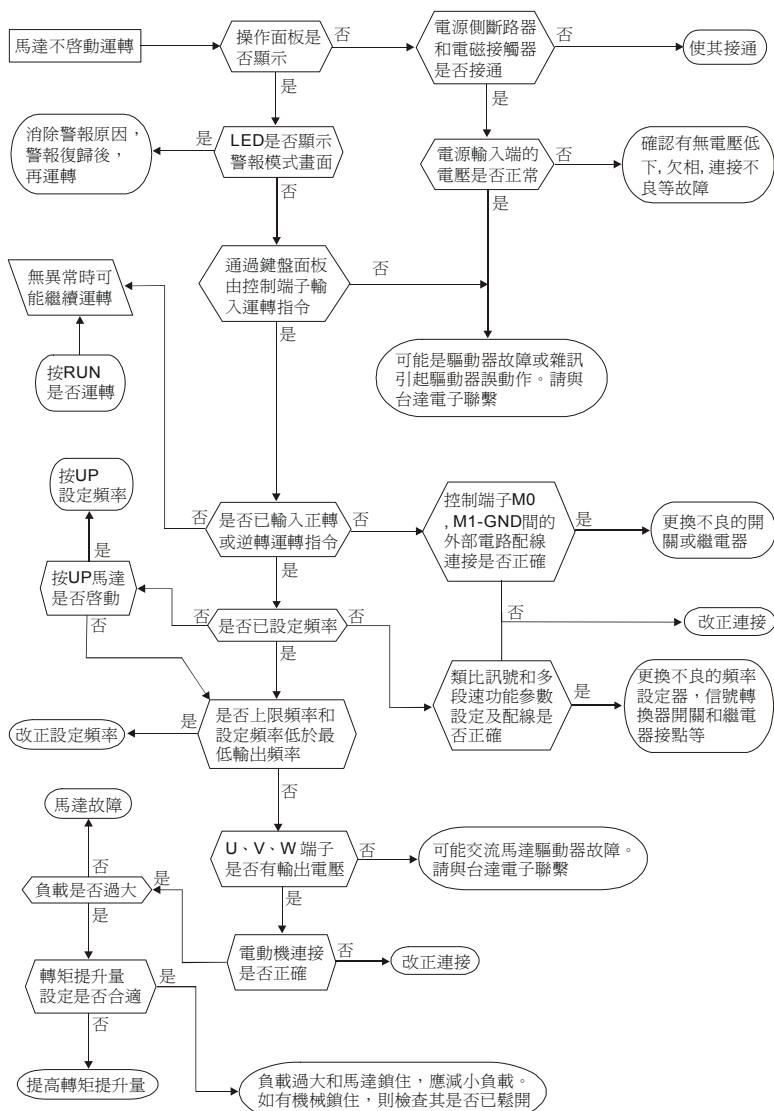 馬達不啓動運轉
操作面板是
否顯示
否
電源側斷路器
和電磁接觸器
是否接通
否
使其接通
是
是
消除警報原因，
警報復歸後，
再運轉
是
LED是否顯示
警報模式畫面
否
電源輸入端的
電壓是否正常
否
確認有無電壓低
下, 欠相, 連接不
良等故障
是
無異常時可
能繼續運轉
通過鍵盤面板
由控制端子輸
入運轉指令
否
是
按RUN
是否運轉
可能是驅動器故障或雜訊
引起驅動器誤動作。請與
台達電子聯繫
按UP
設定頻率
否
是否已輸入正轉
或逆轉運轉指令
否
控制端子M0
, M1-GND間的
外部電路配線
連接是否正確
是
更換不良的開
關或繼電器
是
是
按UP馬達
是否啓動
否
是否已設定頻率
否
否
改正連接
否
是
類比訊號和多
段速功能參數
設定及配線是
否正確
是
更換不良的頻率
設定器，信號轉
換器開關和繼電
器接點等
改正設定頻率
是
是否上限頻率和
設定頻率低於最
低輸出頻率
否
馬達故障
U、V、W 端子
是否有輸出電壓
否
可能交流馬達驅動器故障。
請與台達電子聯繫
否
負載是否過大
是
是
是
電動機連接
是否正確
否
改正連接
轉矩提升量
設定是否合適
是
否
提高轉矩提升量
負載過大和馬達鎖住，應減小負載。
如有機械鎖住，則檢查其是否已鬆開